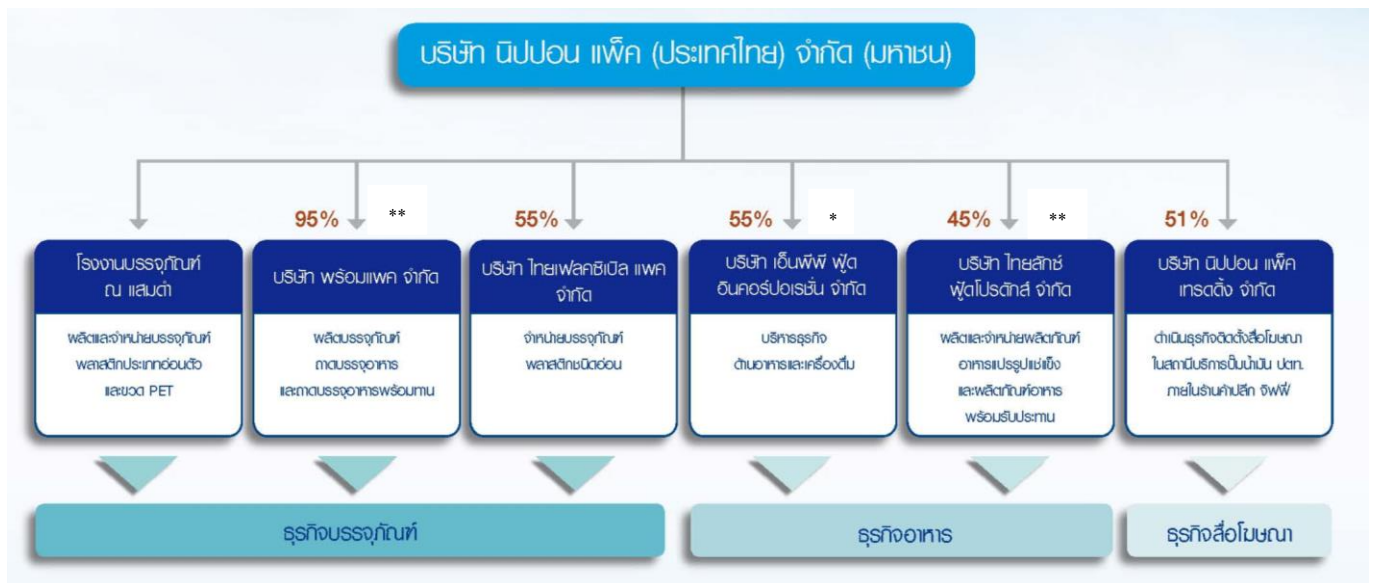 บริษัท นิปปอน แพ็ค (ประเทศไทย) จำกัด (มหาชน)
95%
**
55%
55%
*
45%
**
51%
โรงงานบรรจุภัณฑ์
ณ แสมดำ
ผลิตและจำหน่ายบรรจุภัณฑ์
พลาสติกประเภทอ่อนตัว
และขวด PET
บริษัท พร้อมแพค จำกัด
ผลิตบรรจุภัณฑ์
ถาดบรรจุอาหาร
และถาดบรรจุอาหารพร้อมทาน
บริษัท ไทยเฟลคซิเบิล แพค
จำกัด
จำหน่ายบรรจุภัณฑ์
พลาสติกชนิดอ่อน
บริษัท เอ็นพีพี ฟู้ด
อินคอร์ปอเรชั่น จำกัด
บริหารธุรกิจ
ด้านอาหารและเครื่องดื่ม
บริษัท ไทยลักซ์
ฟู้ดโปรดักส์ จำกัด
ผลิตและจำหน่ายผลิตภัณฑ์
อาหารแปรรูปแช่แข็ง
และผลิตภัณฑ์อาหาร
พร้อมรับประทาน
บริษัท นิปปอน แพ็ค
เทรดดิ้ง จำกัด
ดำเนินธุรกิจติดตั้งสื่อโฆษณา
ในสถานีบริการปั๊มน้ำมัน ปตท.
ภายในร้านค้าปลีก จิฟฟี่
ธุรกิจบรรจุภัณฑ์
ธุรกิจอาหาร
ธุรกิจสื่อโฆษณา